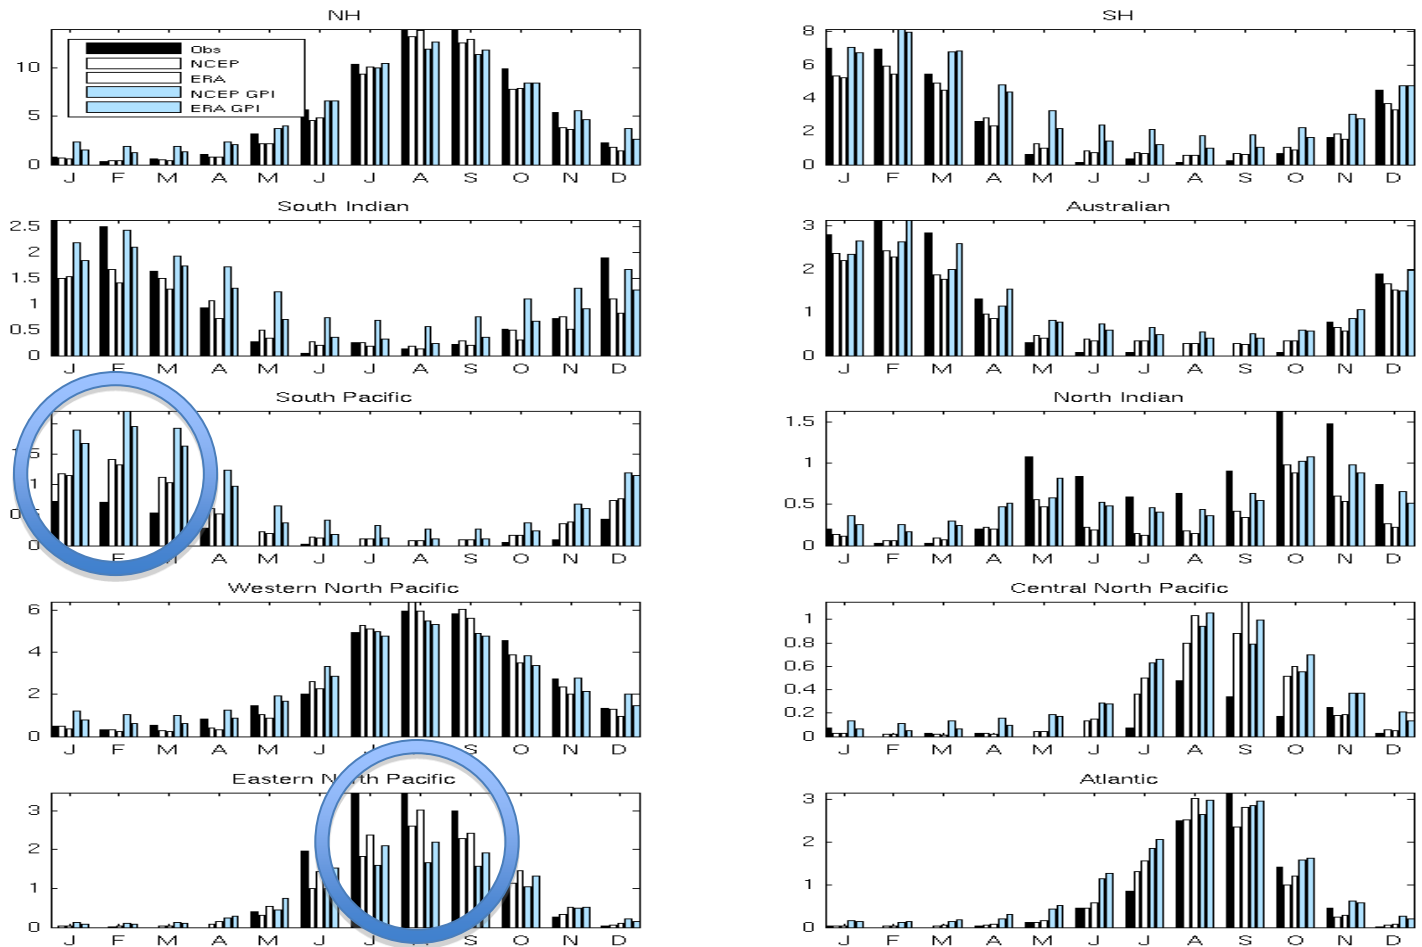 NH
Obs
NCEP
ERA
NCEP GPI
ERA GPI
10
5
0
J F M A M J J A S O N D
SH
8
6
4
2
0
J F M A M J J A S O N D
South Indian
2.5
2
1.5
1
0.5
0
J F M A M J J A S O N D
Australian
3
2
1
0
J F M A M J J A S O N D
South Pacific
1
0
F M A M J J A S O N D
North Indian
1.5
1
0.5
0
J F M A M J J A S O N D
Western North Pacific
6
4
2
0
J F M A M J J A S O N D
Central North Pacific
1
0.8
0.6
0.4
0.2
0
J F M A M J J A S O N D
Eastern North Pacific
3
2
1
0
J F M A M J J A S O N D
Atlantic
3
2
1
0
J F M A M J J A S O N D